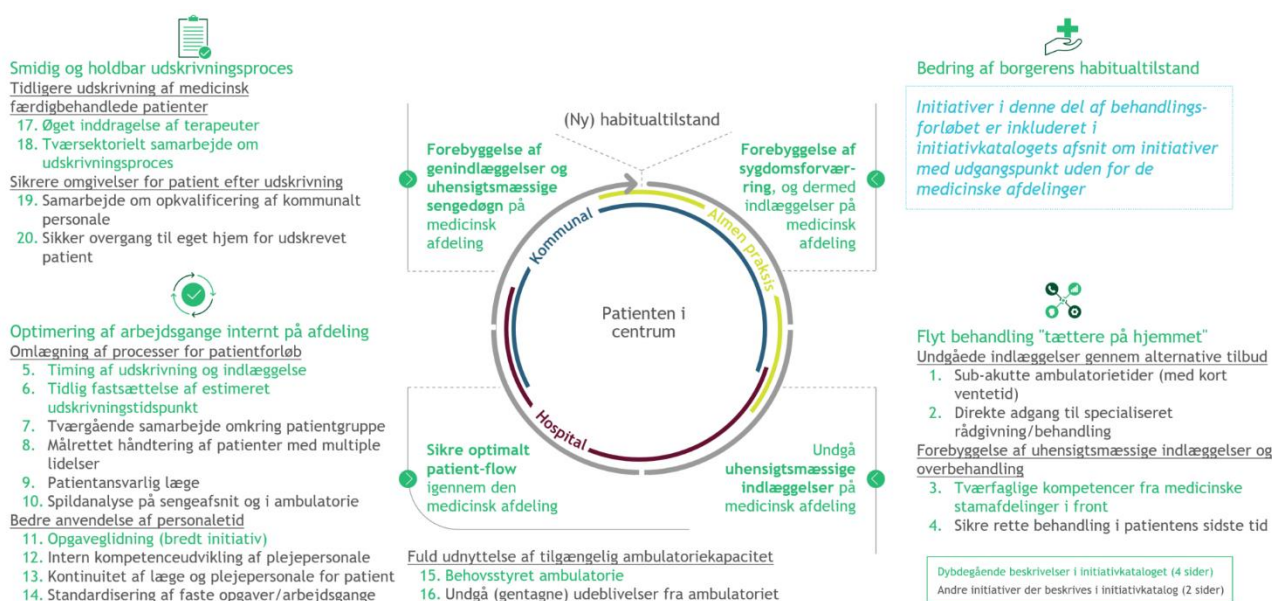 Smidig og holdbar udskrivningsproces
Tidligere udskrivning af medicinsk
færdigbehandlede patienter
17. Øget inddragelse af terapeuter
18. Tværsektorielt samarbejde om
udskrivningsproces
Sikrere omgivelser for patient efter udskrivning
19. Samarbejde om opkvalificering af kommunalt
personale
20. Sikker overgang til eget hjem for udskrevet
patient
Optimering af arbejdsgange internt på afdeling
Omlægning af processer for patientforløb
5. Timing af udskrivning og indlæggelse
6. Tidlig fastsættelse af estimeret
udskrivningstidspunkt
7. Tværgående samarbejde omkring patientgruppe
8. Målrettet håndtering af patienter med multiple
lidelser
9. Patientansvarlig læge
10. Spildanalyse på sengeafsnit og i ambulatorie
Bedre anvendelse af personaletid
11. Opgaveglidning (bredt initiativ)
12. Intern kompetenceudvikling af plejepersonale
13. Kontinuitet af læge og plejepersonale for patient
14. Standardisering af faste opgaver/arbejdsgange
(Ny) habitualtilstand
Forebyggelse af
genindlæggelser og
uhensigtsmæssige
sengedøgn på
medicinsk
afdeling
Forebyggelse af
sygdomsforvær-
ring, og dermed
indlæggelser på
medicinsk
afdeling
Kommunal
Almen praksis
Hospital
Patienten i
centrum
Sikre optimalt
patient-flow
igennem den
medicinsk afdeling
Undgå
uhensigtsmæssige
indlæggelser på
medicinsk afdeling
Fuld udnyttelse af tilgængelig ambulatoriekapacitet
15. Behovsstyret ambulatorie
16. Undgå (gentagne) udeblivelser fra ambulatoriet
Bedring af borgerens habitualtilstand
Initiativer i denne del af behandlings-
forløbet er inkluderet i
initiativkatalogets afsnit om initiativer
med udgangspunkt uden for de
medicinske afdelinger
Flyt behandling "tættere på hjemmet"
Undgåede indlæggelser gennem alternative tilbud
1. Sub-akutte ambulatorietider (med kort
ventetid)
2. Direkte adgang til specialiseret
rådgivning/behandling
Forebyggelse af uhensigtsmæssige indlæggelser og
overbehandling
3. Tværfaglige kompetencer fra medicinske
stamafdelinger i front
4. Sikre rette behandling i patientens sidste tid
Dybdegående beskrivelser i initiativkataloget (4 sider)
Andre initiativer der beskrives i initiativkatalog (2 sider)